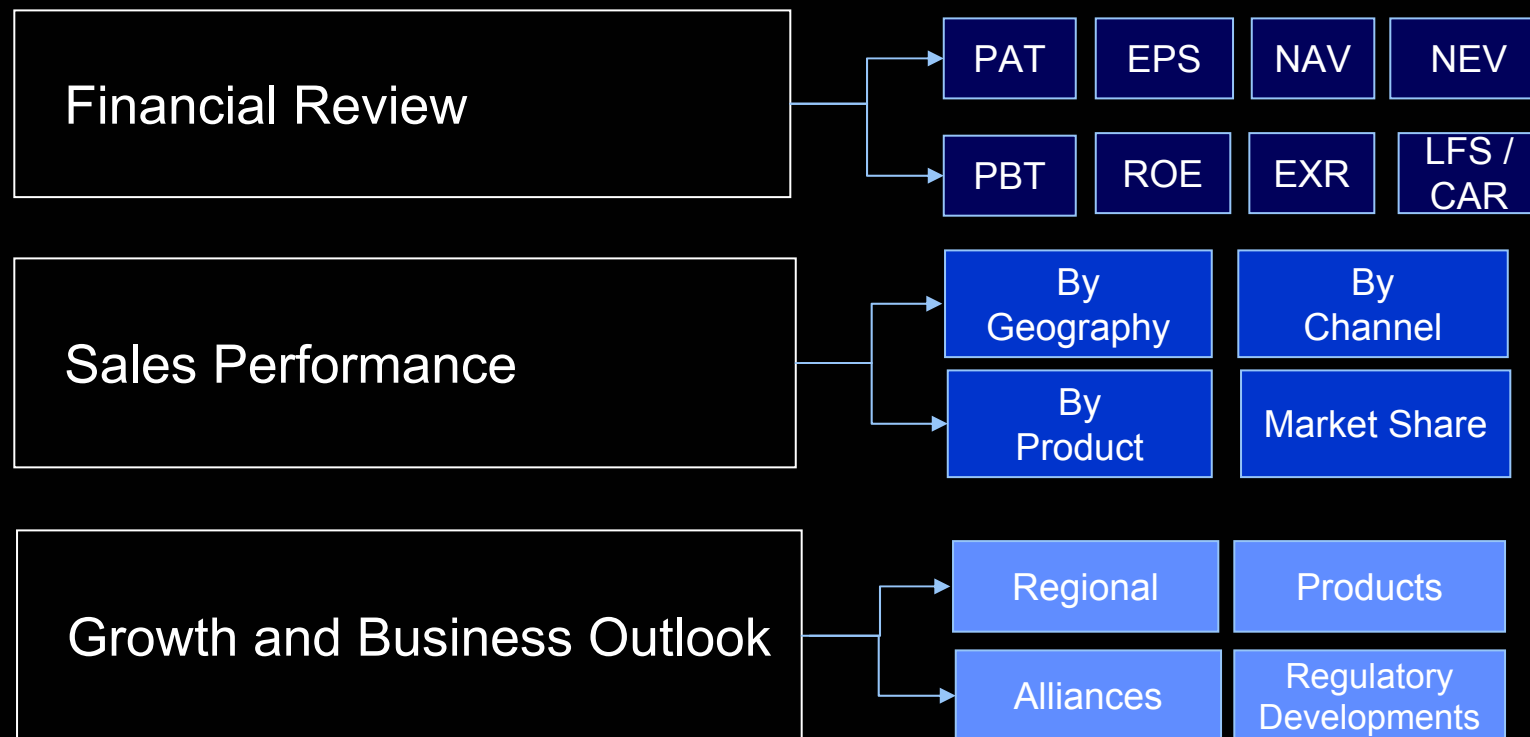 Financial Review
PAT
EPS
NAV
NEV
PBT
ROE
EXR
LFS /
CAR
Sales Performance
By
Geography
By
Channel
By
Product
Market Share
Growth and Business Outlook
Regional
Products
Alliances
Regulatory
Developments